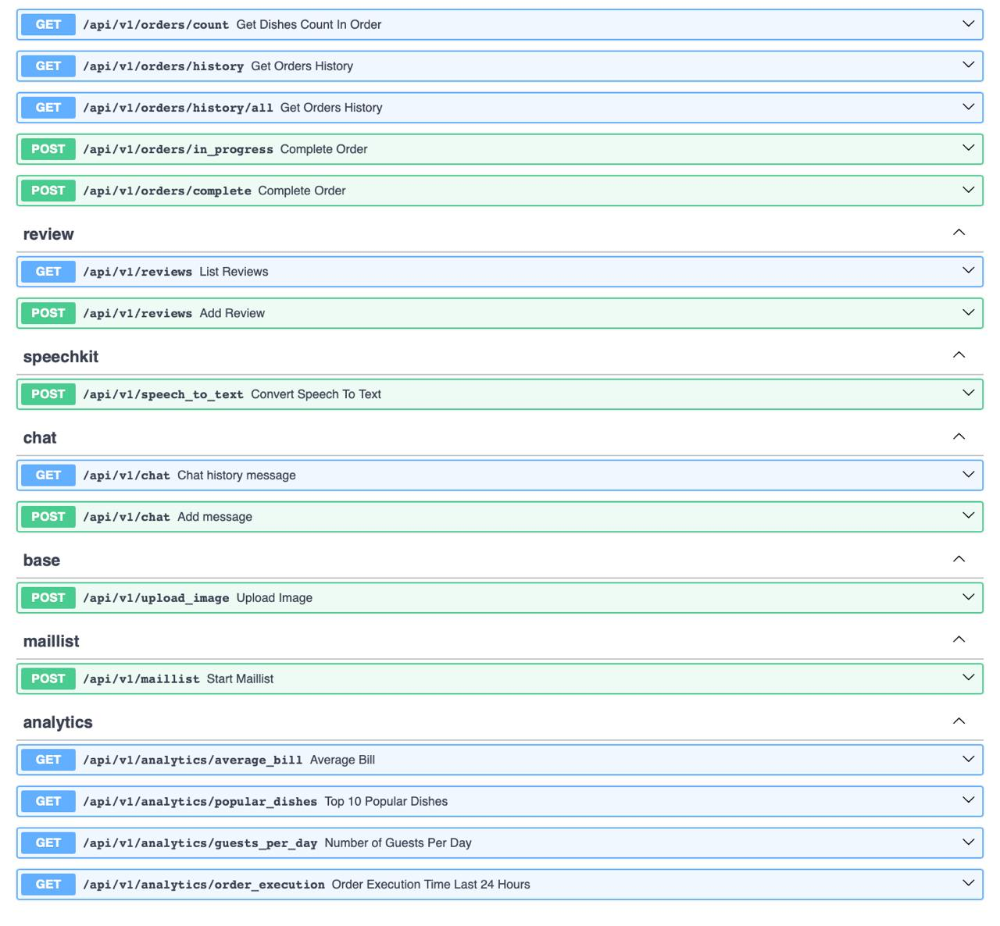 GET /api/v1/orders/count Get Dishes Count In Order
GET /api/v1/orders/history Get Orders History
GET /api/v1/orders/history/all Get Orders History
POST /api/v1/orders/in_progress Complete Order
POST /api/v1/orders/complete Complete Order
review
GET /api/v1/reviews List Reviews
POST /api/v1/reviews Add Review
speechkit
POST /api/v1/speech_to_text Convert Speech To Text
chat
GET /api/v1/chat Chat history message
POST /api/v1/chat Add message
base
POST /api/v1/upload_image Upload Image
maillist
POST /api/v1/maillist Start Maillist
analytics
GET /api/v1/analytics/average_bill Average Bill
GET /api/v1/analytics/popular_dishes Top 10 Popular Dishes
GET /api/v1/analytics/guests_per_day Number of Guests Per Day
GET /api/v1/analytics/order_execution Order Execution Time Last 24 Hours